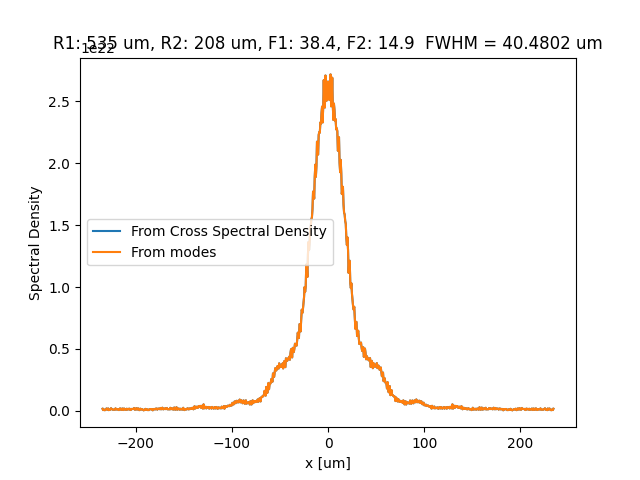 R1: 535 um, R2: 208 um, F1: 38.4, F2: 14.9  FWHM = 40.4802 um
1e22
2.5
2.0
1.5
1.0
0.5
0.0
Spectral Density
From Cross Spectral Density
From modes
−200 −100 0 100 200
x [um]